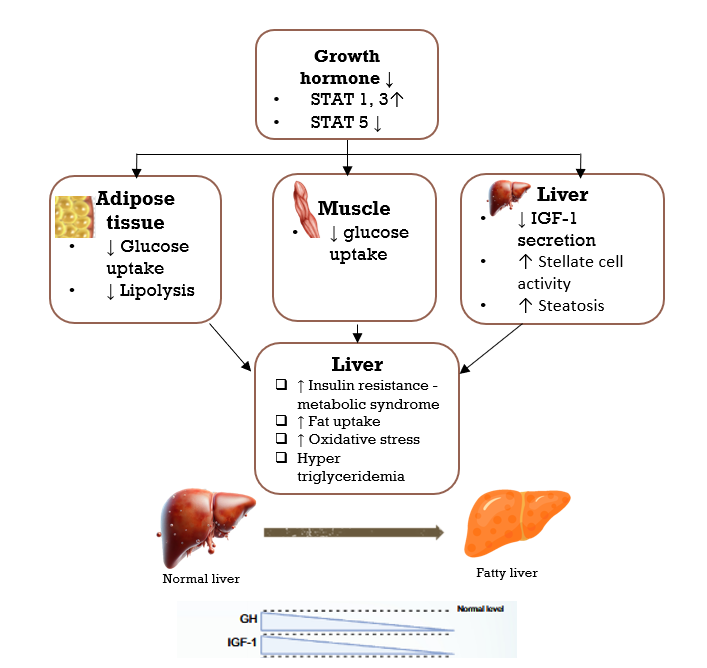 Growth
hormone ↓
• STAT 1, 3↑
• STAT 5 ↓
Adipose
tissue
• ↓ Glucose
uptake
• ↓ Lipolysis
Muscle
• ↓ glucose
uptake
Liver
• ↓ IGF-1
secretion
• ↑ Stellate cell
activity
• ↑ Steatosis
Liver
❑ ↑ Insulin resistance -
metabolic syndrome
❑ ↑ Fat uptake
❑ ↑ Oxidative stress
❑ Hyper
triglyceridemia
Normal liver
Fatty liver
Normal level
GH
IGF-1